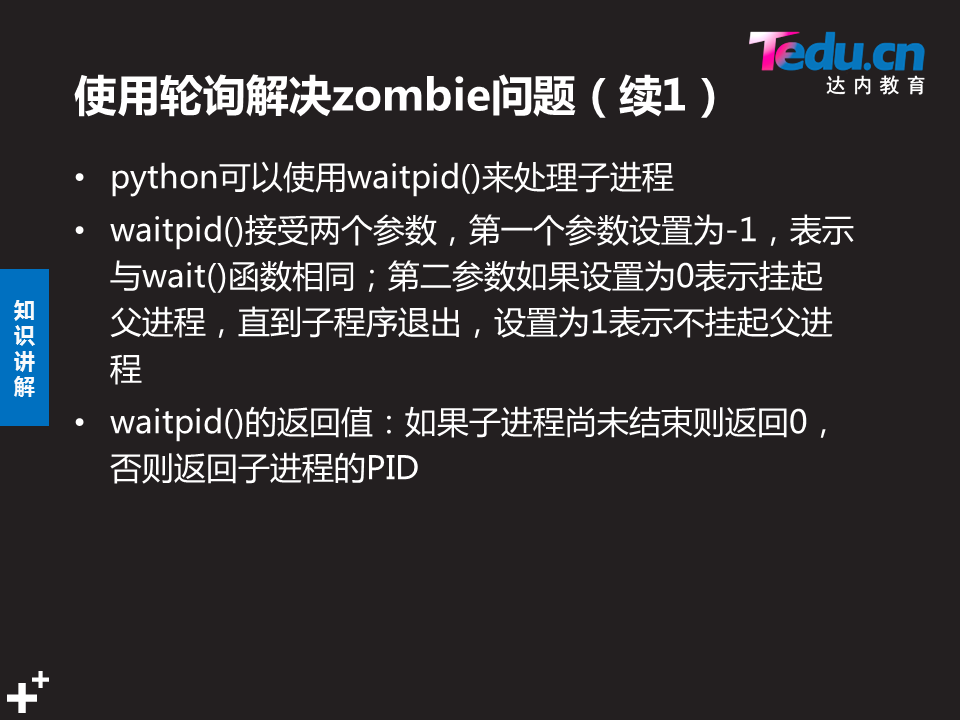 Tedu.cn
达内教育
使用轮询解决zombie问题（续1）
• python可以使用waitpid()来处理子进程
• waitpid()接受两个参数，第一个参数设置为-1，表示
与wait()函数相同；第二参数如果设置为0表示挂起
父进程，直到子程序退出，设置为1表示不挂起父进
程
• waitpid()的返回值：如果子进程尚未结束则返回0，
否则返回子进程的PID
知
识
讲
解